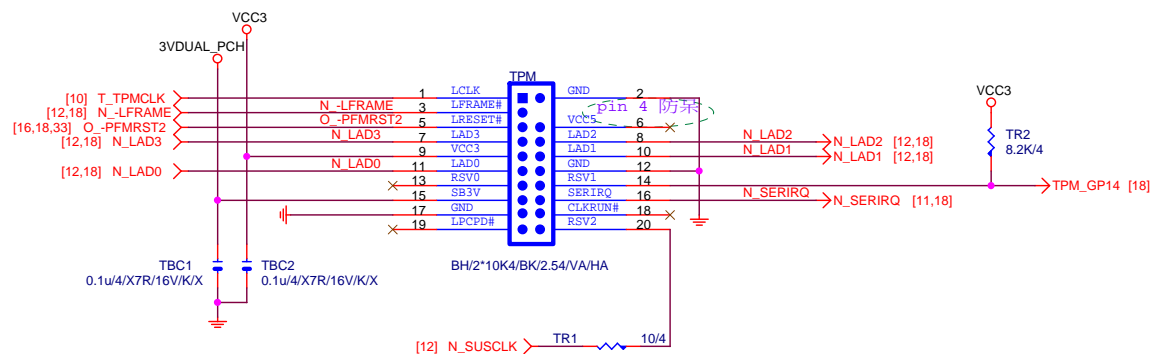 VCC3
3VDUAL_PCH
TPM
VCC3
[10] T_TPMCLK 1 LCLK GND 2
[12,18] N_-LFRAME N_-LFRAME 3 LFRAME# pin 4 防呆
[16,18,33] O_-PFMRST2 O_-PFMRST2 5 LRESET# VCC5 6
[12,18] N_LAD3 N_LAD3 7 LAD3 LAD2 8 N_LAD2 N_LAD2 [12,18]
9 VCC3 LAD1 10 N_LAD1 N_LAD1 [12,18]
[12,18] N_LAD0 N_LAD0 11 LAD0 GND 12
TR2
8.2K/4
13 RSV0 RSV1 14 TPM_GP14 [18]
15 SB3V SERIRQ 16 N_SERIRQ N_SERIRQ [11,18]
17 GND CLKRUN# 18
19 LPCPD# RSV2 20
BH/2*10K4/BK/2.54/VA/HA
TBC1
0.1u/4/X7R/16V/K/X
TBC2
0.1u/4/X7R/16V/K/X
[12] N_SUSCLK TR1 10/4